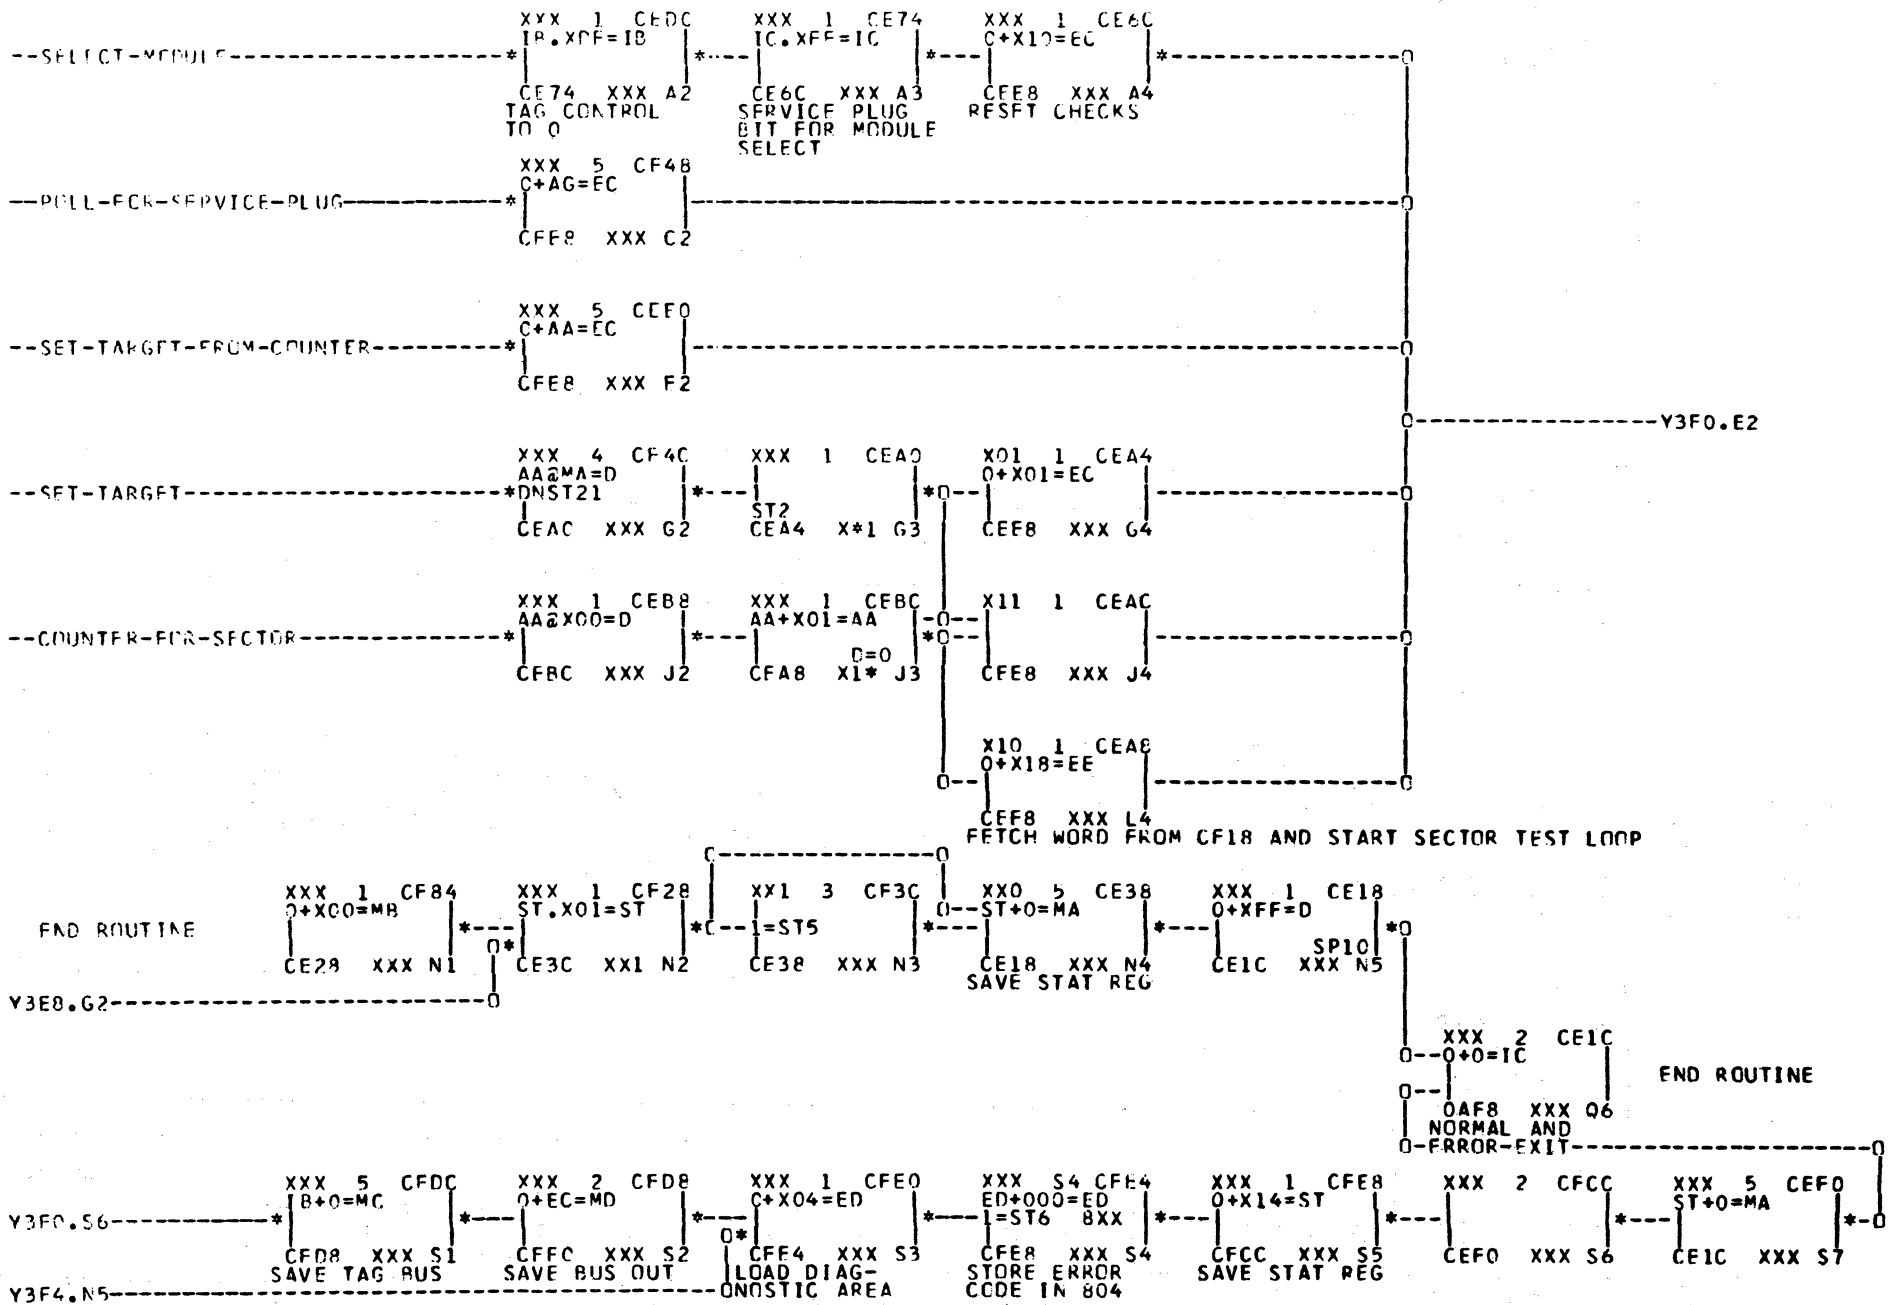 XXX 1 CEDC XXX 1 CE74 XXX 1 CE6C
IB.XDF=IB IC.XFF=IC C+X10=EC
--SELECT-MODULE
CE74 XXX A2 CE6C XXX A3 CEE8 XXX A4
TAG CONTROL SERVICE PLUG RESET CHECKS
TO 0 BIT FOR MODULE
SELECT
XXX 5 CF48
C+AG=EC
--POLL-FCR-SERVICE-PLUG
CFE8 XXX C2
XXX 5 CEF0
C+AA=EC
--SET-TARGET-FROM-COUNTER
CFE8 XXX F2
Y3F0.E2
XXX 4 CF4C XXX 1 CEA0 X01 1 CEA4
AA@MA=D 0+X01=EC
--SET-TARGET *DNST21
ST2
CEAC XXX G2 CEA4 X*1 G3 CEE8 XXX G4
XXX 1 CEB8 XXX 1 CEBC X11 1 CEAC
AA@X00=D AA+X01=AA
--COUNTER-FOR-SECTOR
D=0
CFBC XXX J2 CFA8 X1* J3 CFE8 XXX J4
X10 1 CEA8
0+X18=EE
CEF8 XXX L4
FETCH WORD FROM CF18 AND START SECTOR TEST LOOP
XXX 1 CF84 XXX 1 CF28 XX1 3 CF3C XX0 5 CE38 XXX 1 CE18
0+X00=MB ST.X01=ST ST+0=MA 0+XFF=D
END ROUTINE 1=ST5
SP10
CE28 XXX N1 CE3C XX1 N2 CE38 XXX N3 CE18 XXX N4 CE1C XXX N5
SAVE STAT REG
Y3E8.G2
XXX 2 CE1C
0+0=IC
END ROUTINE
0AF8 XXX Q6
NORMAL AND
ERROR-EXIT
XXX 5 CFDC XXX 2 CFD8 XXX 1 CFE0 XXX S4 CFE4 XXX 1 CFE8 XXX 2 CFCC XXX 5 CEF0
IB+0=MC 0+EC=MD C+X04=ED ED+000=ED 0+X14=ST ST+0=MA
Y3F0.S6 1=ST6 8XX
CFD8 XXX S1 CFE0 XXX S2 CFE4 XXX S3 CFE8 XXX S4 CFCC XXX S5 CEF0 XXX S6 CE1C XXX S7
SAVE TAG BUS SAVE BUS OUT LOAD DIAG- STORE ERROR SAVE STAT REG
Y3F4.N5 NOSTIC AREA CODE IN 804